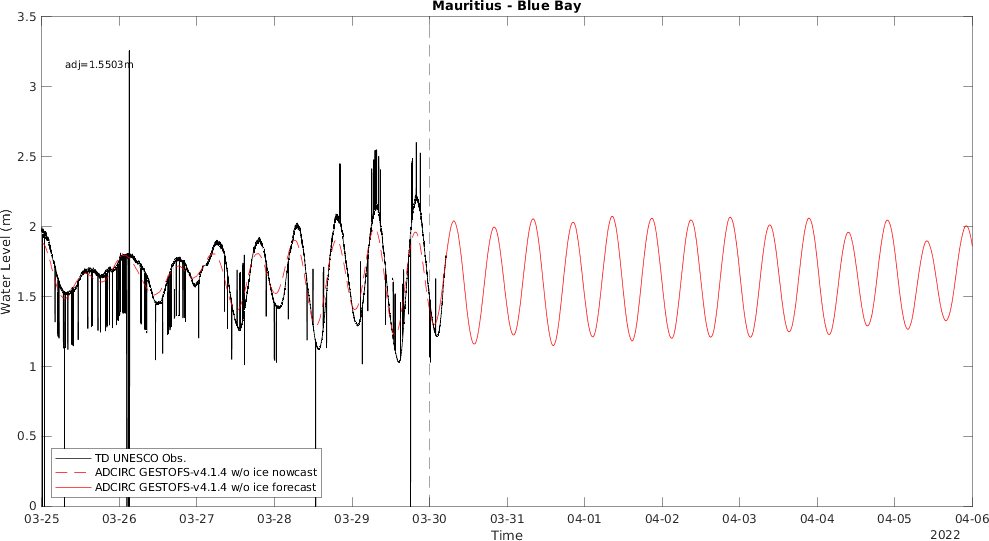 Mauritius - Blue Bay
3.5
3
2.5
2
1.5
1
0.5
0
Water Level (m)
adj=1.5503m
TD UNESCO Obs.
ADCIRC GESTOFS-v4.1.4 w/o ice nowcast
ADCIRC GESTOFS-v4.1.4 w/o ice forecast
03-25 03-26 03-27 03-28 03-29 03-30 03-31 04-01 04-02 04-03 04-04 04-05 04-06
Time
2022